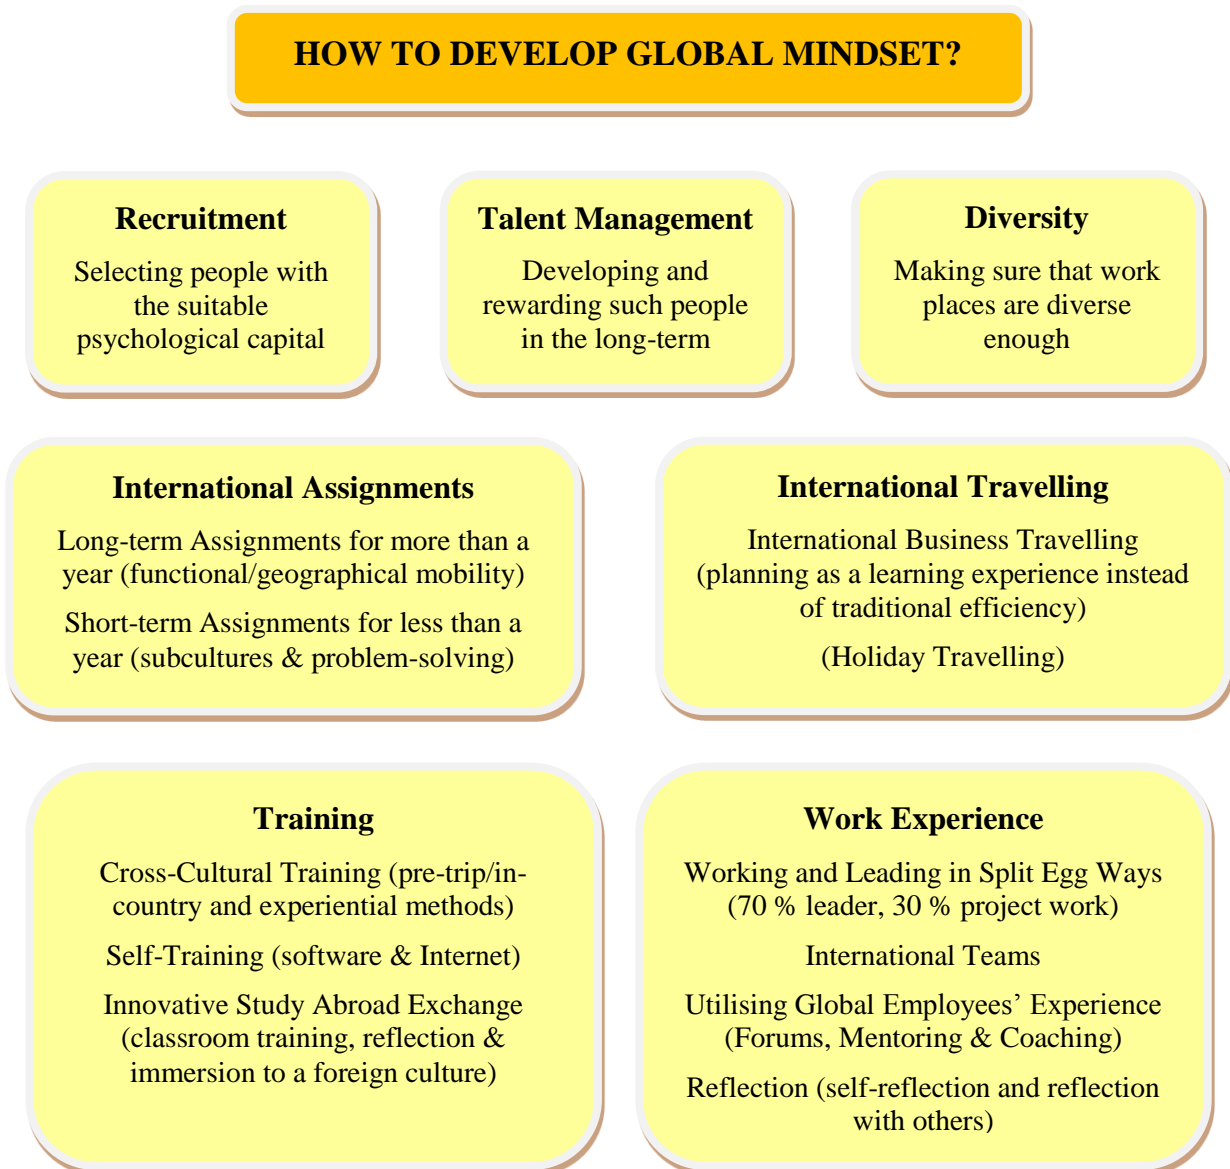 HOW TO DEVELOP GLOBAL MINDSET?
Recruitment
Selecting people with
the suitable
psychological capital
Talent Management
Developing and
rewarding such people
in the long-term
Diversity
Making sure that work
places are diverse
enough
International Assignments
Long-term Assignments for more than a
year (functional/geographical mobility)
Short-term Assignments for less than a
year (subcultures & problem-solving)
International Travelling
International Business Travelling
(planning as a learning experience instead
of traditional efficiency)
(Holiday Travelling)
Training
Cross-Cultural Training (pre-trip/in-
country and experiential methods)
Self-Training (software & Internet)
Innovative Study Abroad Exchange
(classroom training, reflection &
immersion to a foreign culture)
Work Experience
Working and Leading in Split Egg Ways
(70 % leader, 30 % project work)
International Teams
Utilising Global Employees’ Experience
(Forums, Mentoring & Coaching)
Reflection (self-reflection and reflection
with others)